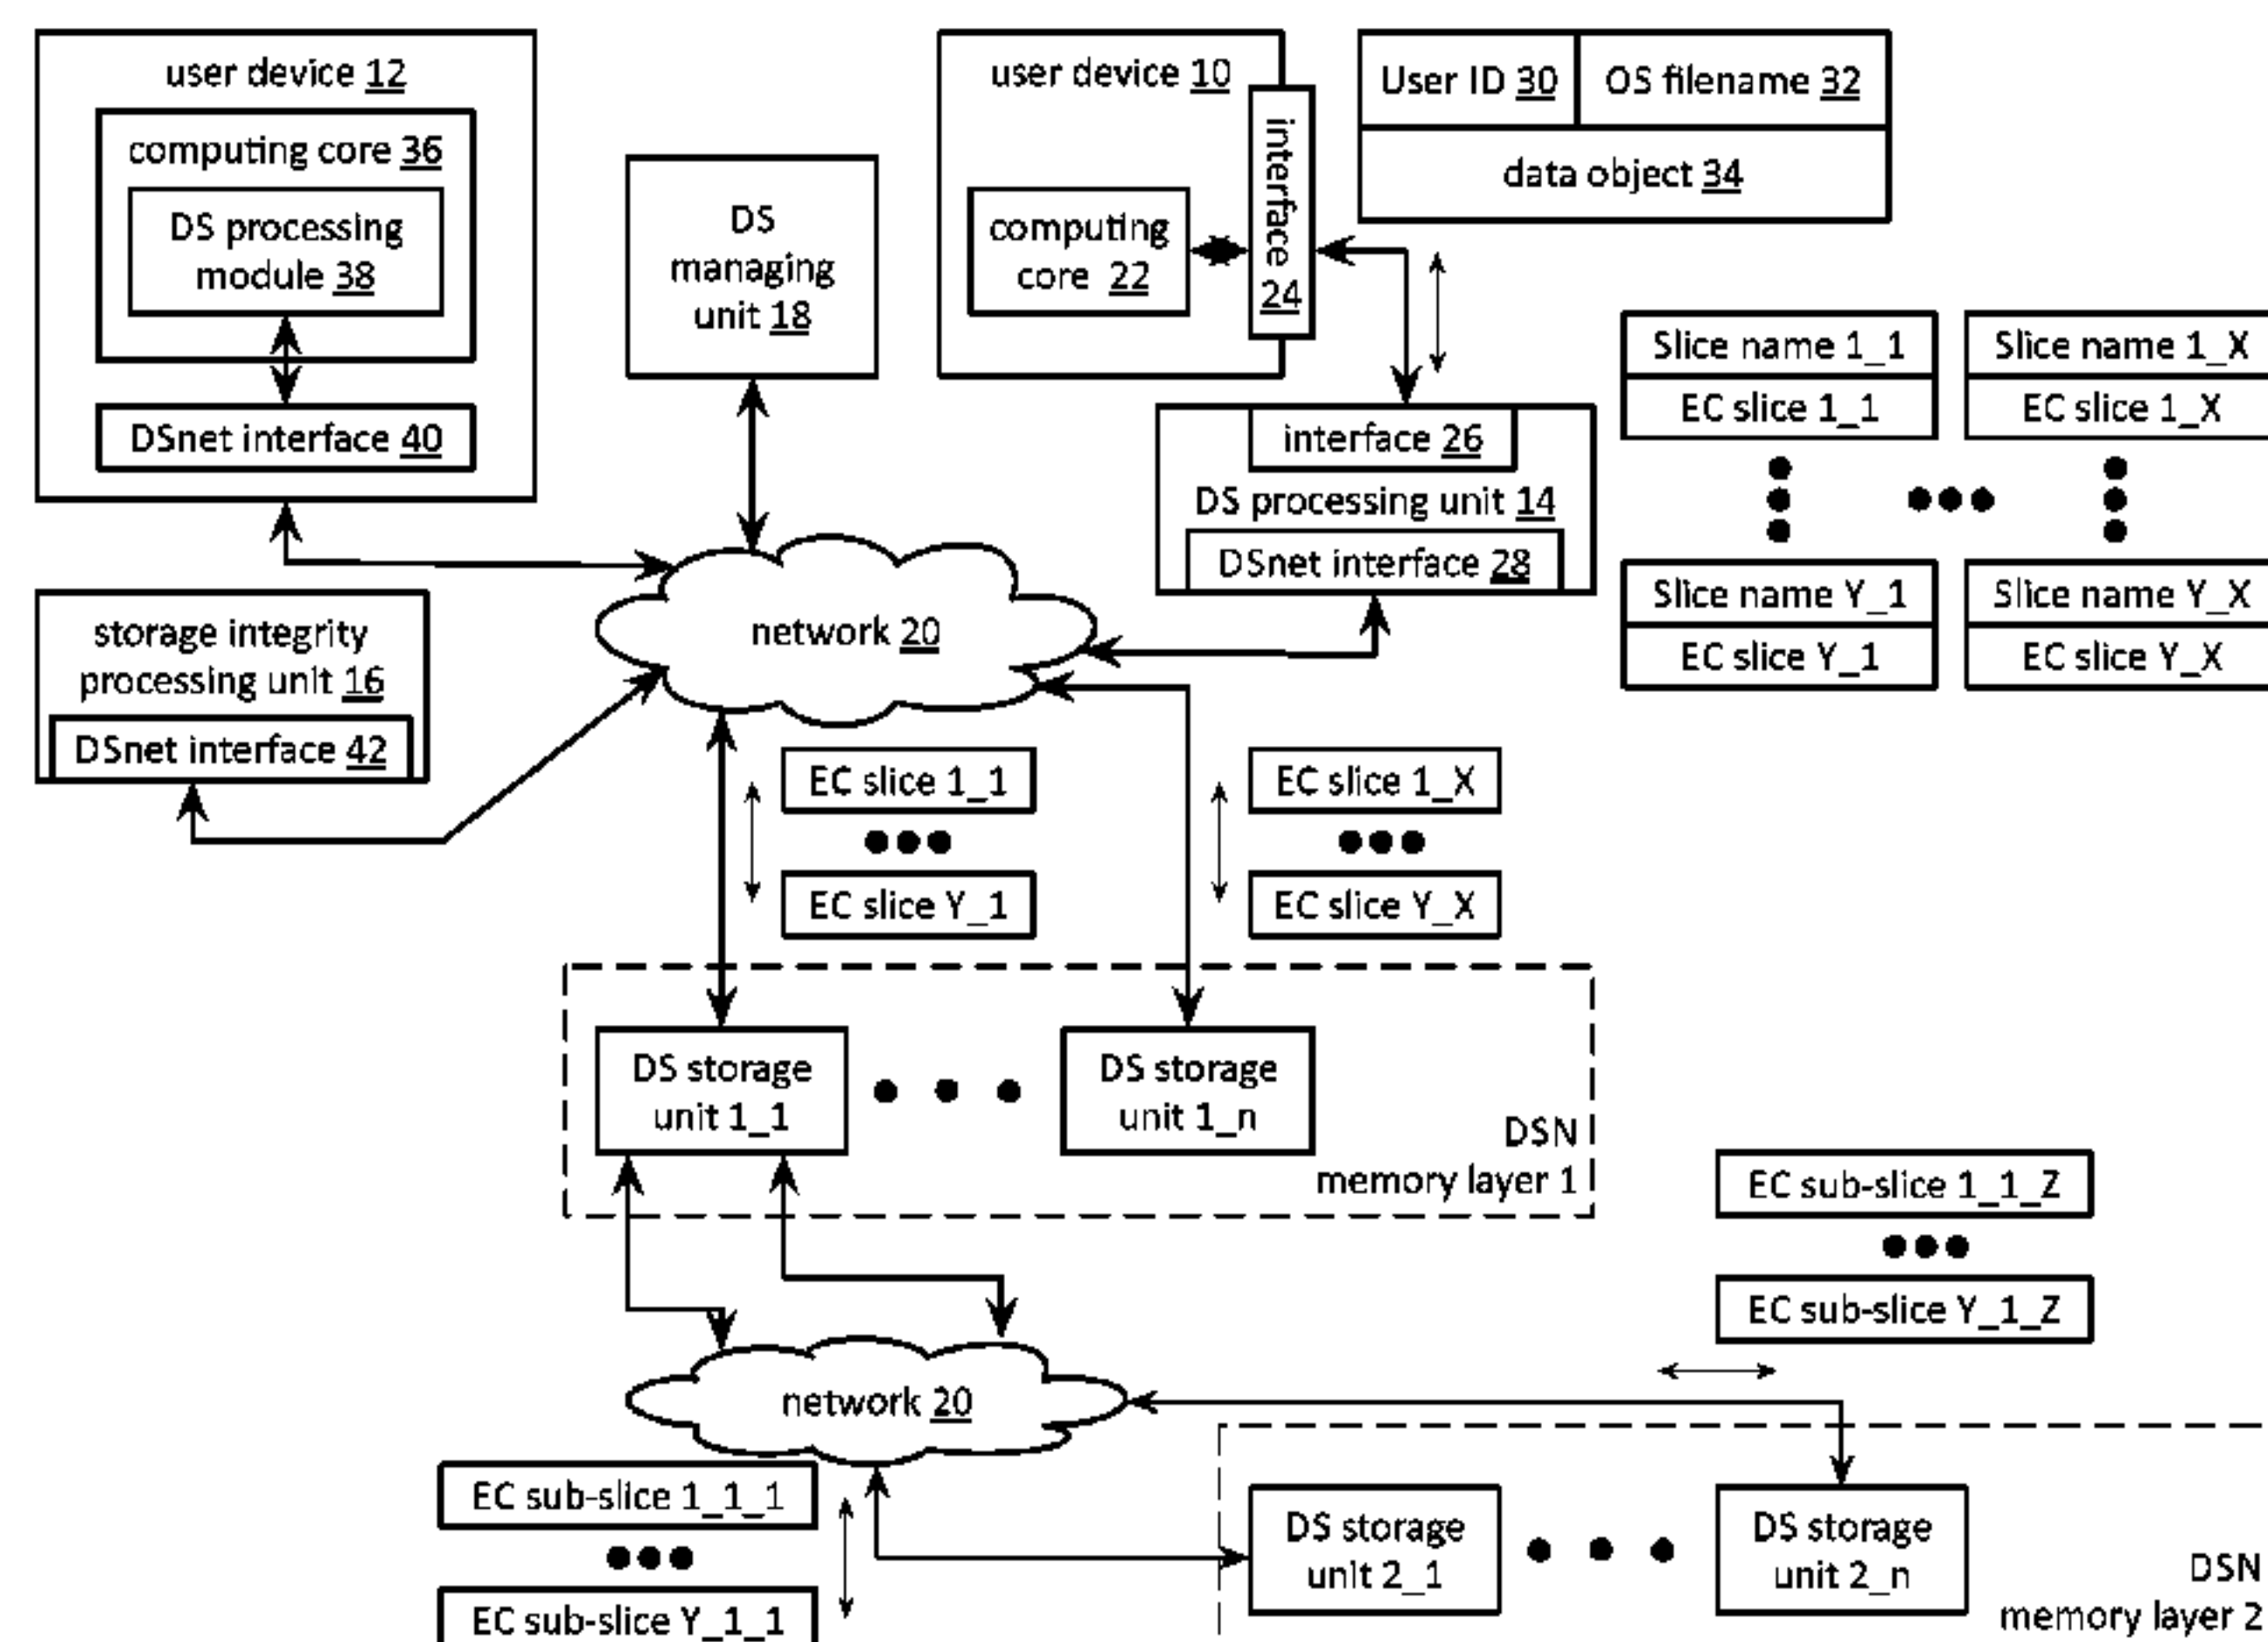 user device 12
computing core 36
DS processing
module 38
DSnet interface 40
DS
managing
unit 18
user device 10
computing
core 22
interface 24
User ID 30
OS filename 32
data object 34
interface 26
DS processing unit 14
DSnet interface 28
Slice name 1_1
EC slice 1_1
Slice name 1_X
EC slice 1_X
Slice name Y_1
EC slice Y_1
Slice name Y_X
EC slice Y_X
storage integrity
processing unit 16
DSnet interface 42
network 20
EC slice 1_1
EC slice Y_1
EC slice 1_X
EC slice Y_X
DS storage
unit 1_1
DS storage
unit 1_n
DSN
memory layer 1
EC sub-slice 1_1_Z
EC sub-slice Y_1_Z
network 20
EC sub-slice 1_1_1
EC sub-slice Y_1_1
DS storage
unit 2_1
DS storage
unit 2_n
DSN
memory layer 2